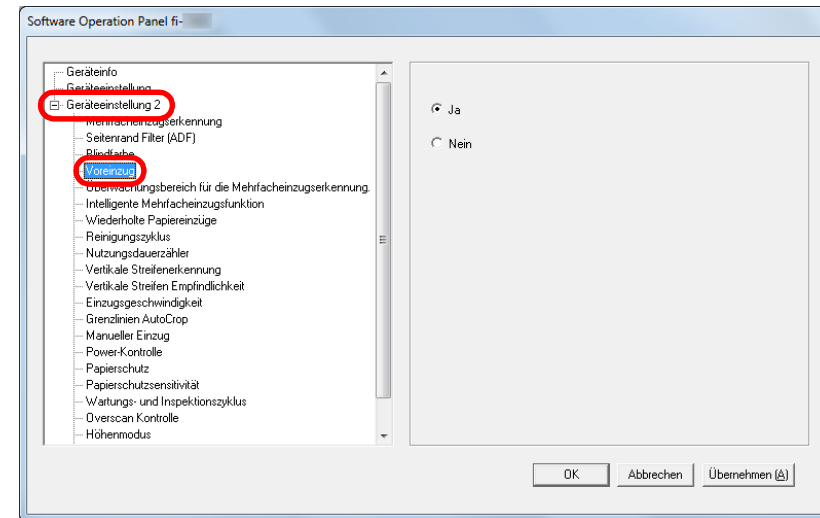 Software Operation Panel fi-
Geräteinfo
Geräteeinstellung
Geräteeinstellung 2
Mehrfacheinzugserkennung
Seitenrand Filter (ADF)
Blindfarbe
Voreinzug
Überwachungsbereich für die Mehrfacheinzugserkennung.
Intelligente Mehrfacheinzugsfunktion
Wiederholte Papiereinzüge
Reinigungszyklus
Nutzungsdauerzähler
Vertikale Streifenerkennung
Vertikale Streifen Empfindlichkeit
Einzugsgeschwindigkeit
Grenzlinien AutoCrop
Manueller Einzug
Power-Kontrolle
Papierschutz
Papierschutzsensitivität
Wartungs- und Inspektionszyklus
Overscan Kontrolle
Höhenmodus
Ja
Nein
OK
Abbrechen
Übernehmen (A)